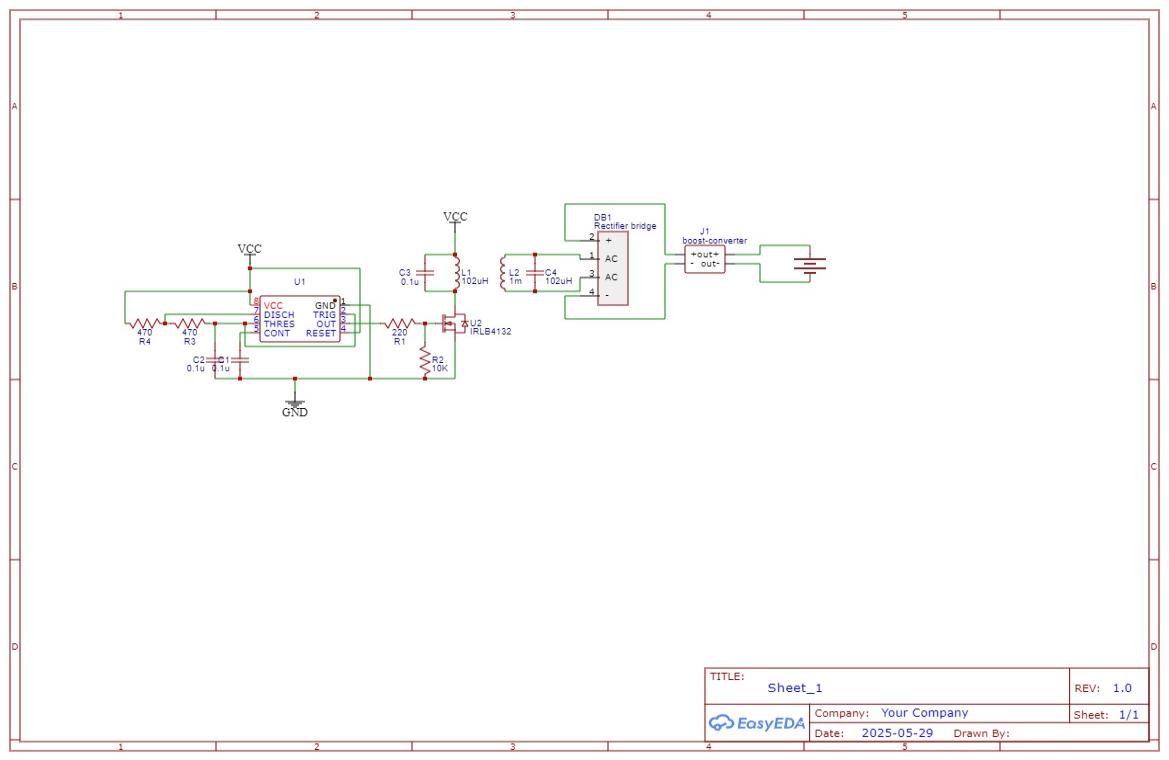 1 2 3 4 5
A A
B B
C C
D D
VCC
VCC
U1
VCC
DISCH
THRES
CONT
GND
TRIG
OUT
RESET
8
7
6
5
1
2
3
4
470
R4
470
R3
C2
0.1u
C1
0.1u
GND
220
R1
R2
10K
U2
IRLB4132
C3
0.1u
L1
102uH
L2
1m
C4
102uH
DB1
Rectifier bridge
2 +
1 AC
3 AC
4 -
J1
boost-converter
+out+
- out-
TITLE:
Sheet_1
REV: 1.0
EasyEDA
Company: Your Company
Sheet: 1/1
Date: 2025-05-29 Drawn By:
1 2 3 4 5